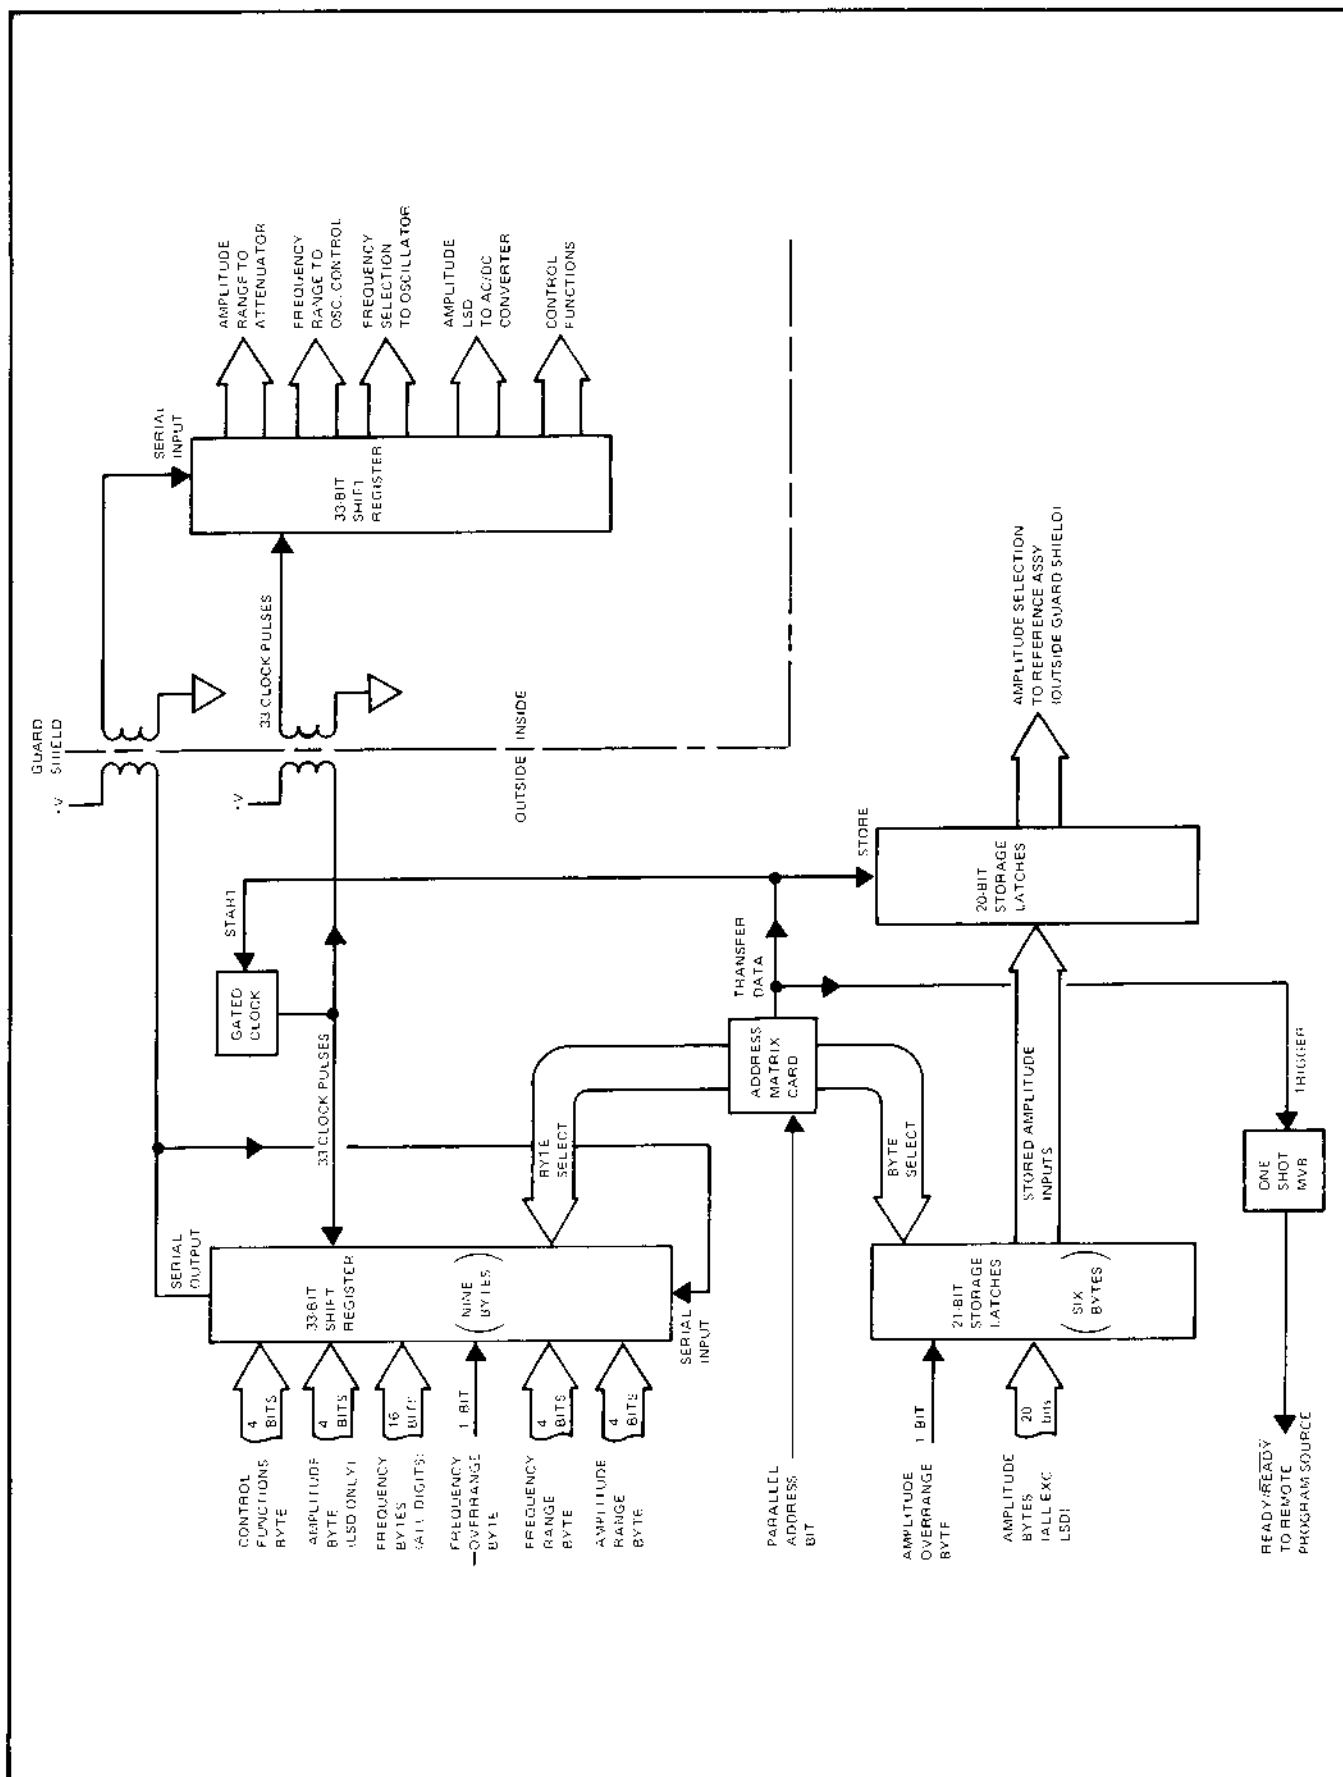 GUARD
SHIELD
SERIAL
INPUT
AMPLITUDE
RANGE TO
ATTENUATOR
FREQUENCY
RANGE TO
OSC. CONTROL
FREQUENCY
SELECTION
TO OSCILLATOR
AMPLITUDE
LSD
TO AC/DC
CONVERTER
CONTROL
FUNCTIONS
33-BIT
SHIFT
REGISTER
33 CLOCK PULSES
OUTSIDE
INSIDE
START
GATED
CLOCK
33 CLOCK PULSES
SERIAL
OUTPUT
CONTROL
FUNCTIONS
BYTE
4
BITS
AMPLITUDE
BYTE
(LSD ONLY)
4
BITS
FREQUENCY
BYTES
(ALL DIGITS)
16
BITS
FREQUENCY
OVERRANGE
BYTE
1 BIT
FREQUENCY
RANGE
BYTE
4
BITS
AMPLITUDE
RANGE
BYTE
4
BITS
33-BIT
SHIFT
REGISTER
(NINE
BYTES)
SERIAL
INPUT
BYTE
SELECT
PARALLEL
ADDRESS
BIT
ADDRESS
MATRIX
CARD
TRANSFER
DATA
STORE
BYTE
SELECT
AMPLITUDE
OVERRANGE
BYTE
1 BIT
AMPLITUDE
BYTES
(ALL EXC
LSD)
20
bits
21-BIT
STORAGE
LATCHES
(SIX
BYTES)
STORED AMPLITUDE
INPUTS
20-BIT
STORAGE
LATCHES
AMPLITUDE SELECTION
TO REFERENCE ASSY
(OUTSIDE GUARD SHIELD)
TRIGGER
ONE
SHOT
MVB
READY/READY
TO REMOTE
PROGRAM SOURCE